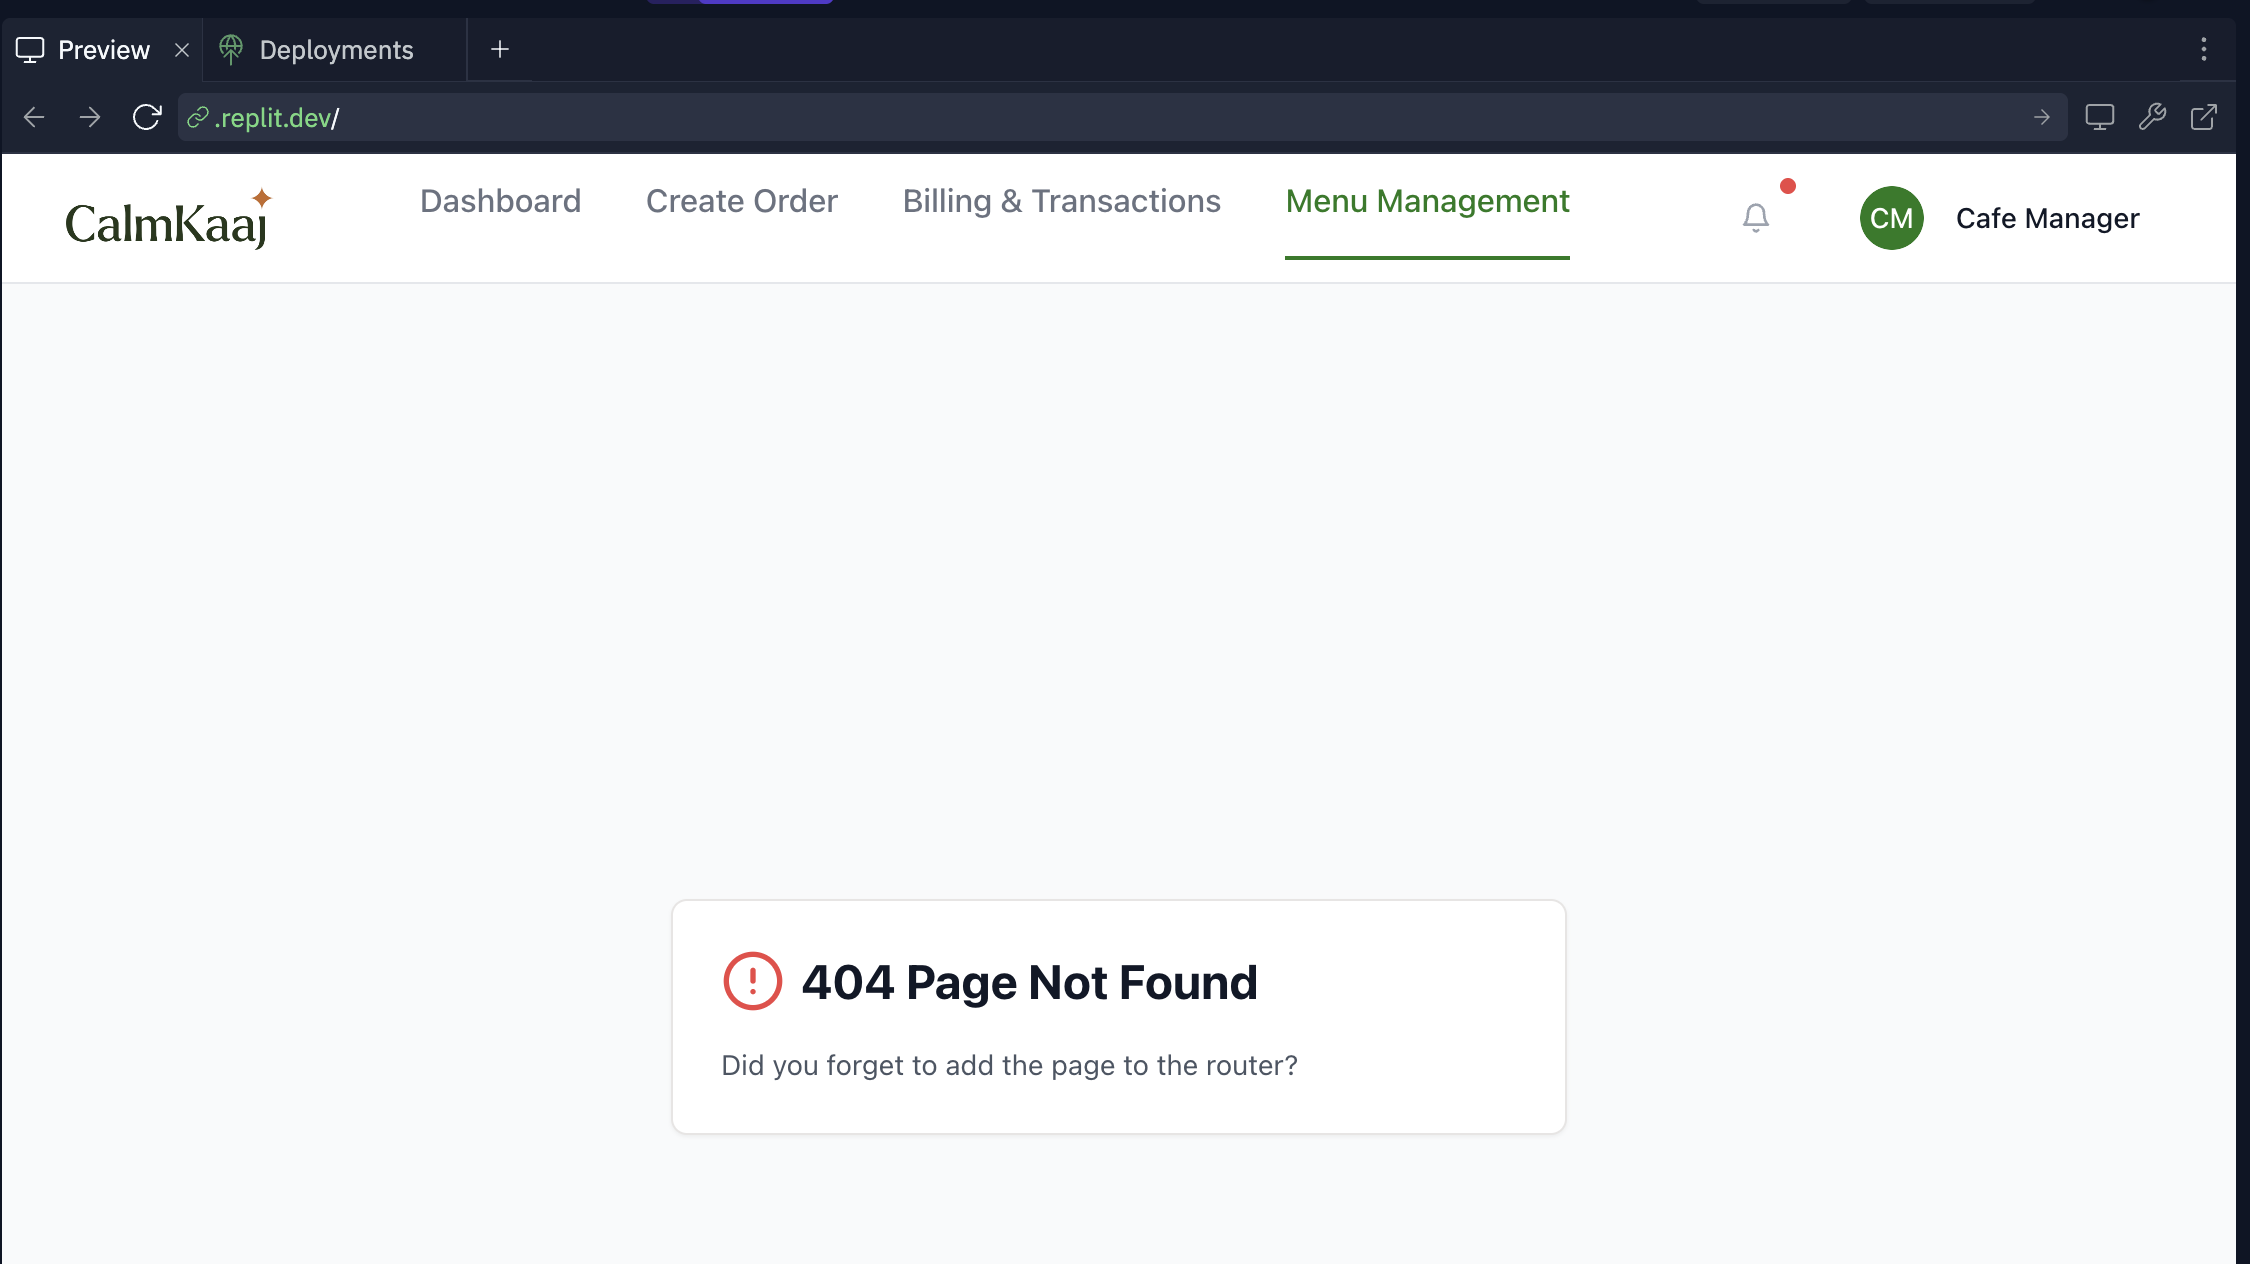 Preview
Deployments
.replit.dev/
CalmKaaj
Dashboard
Create Order
Billing & Transactions
Menu Management
CM
Cafe Manager
404 Page Not Found
Did you forget to add the page to the router?